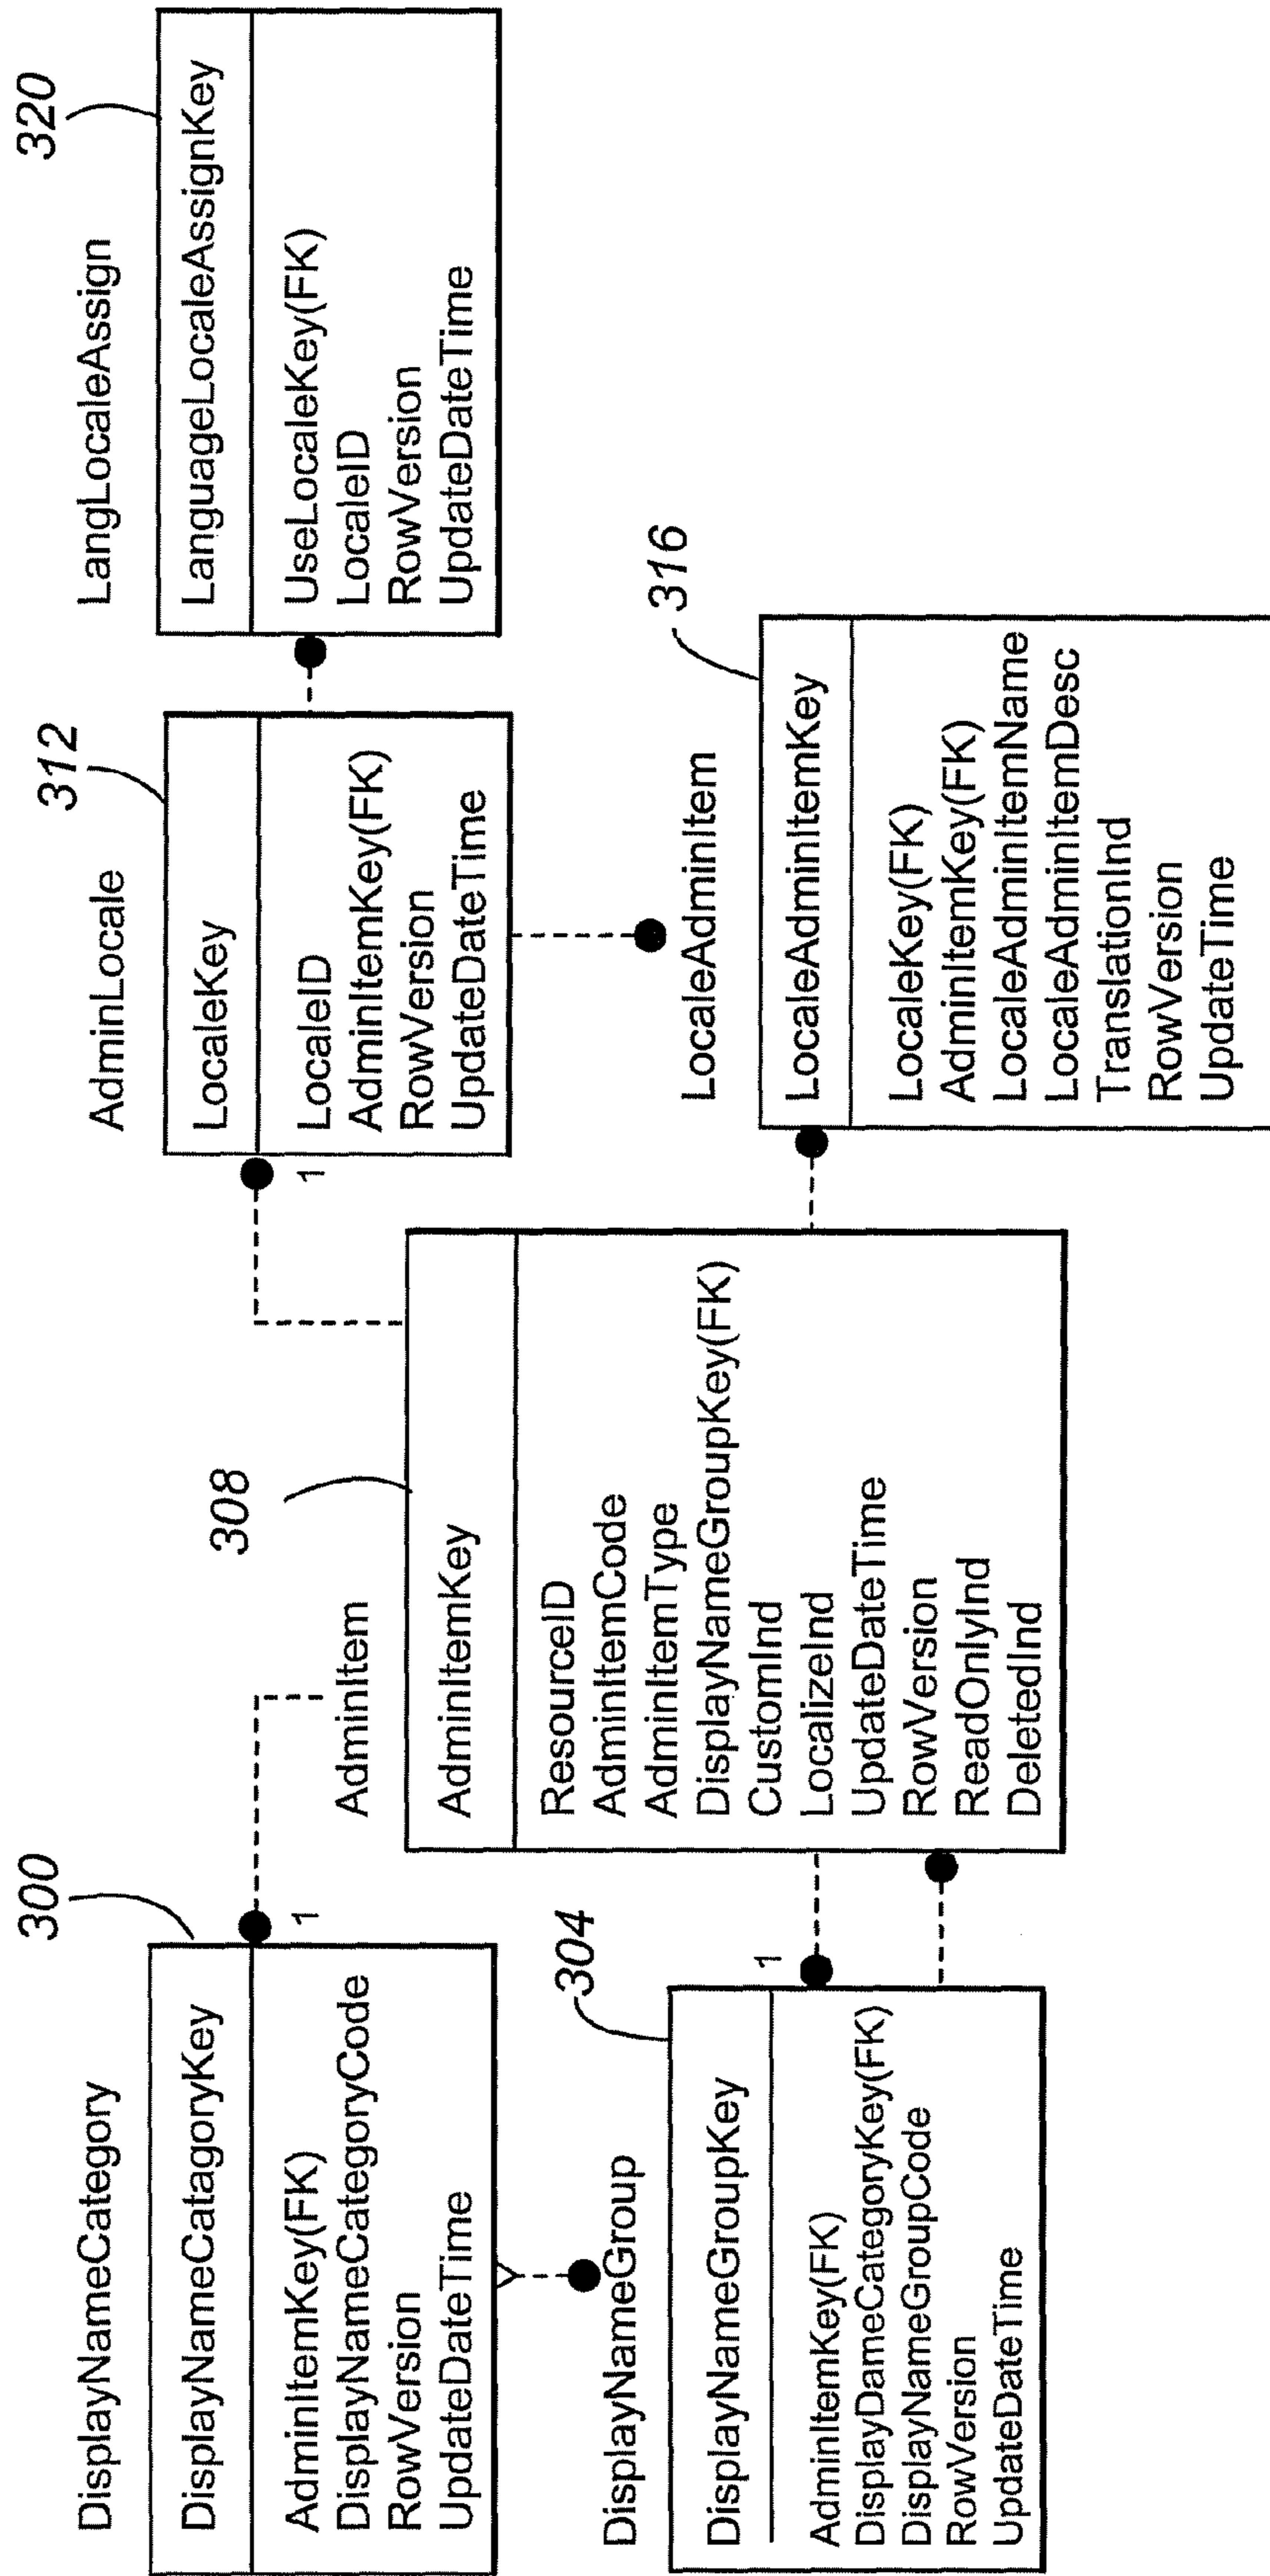 DisplayNameCategory
300
DisplayNameCatagoryKey
AdminItemKey(FK)
DisplayNameCategoryCode
RowVersion
UpdateDateTime
1
DisplayNameGroup
304
1
DisplayNameGroupKey
AdminItemKey(FK)
DisplayDameCategoryKey(FK)
DisplayNameGroupCode
RowVersion
UpdateDateTime
AdminItem
308
AdminItemKey
ResourceID
AdminItemCode
AdminItemType
DisplayNameGroupKey(FK)
CustomInd
LocalizeInd
UpdateDateTime
RowVersion
ReadOnlyInd
DeletedInd
AdminLocale
312
LocaleKey
LocaleID
AdminItemKey(FK)
RowVersion
UpdateDateTime
1
LocaleAdminItem
316
LocaleAdminItemKey
LocaleKey(FK)
AdminItemKey(FK)
LocaleAdminItemName
LocaleAdminItemDesc
TranslationInd
RowVersion
UpdateTime
LangLocaleAssign
320
LanguageLocaleAssignKey
UseLocaleKey(FK)
LocaleID
RowVersion
UpdateDateTime